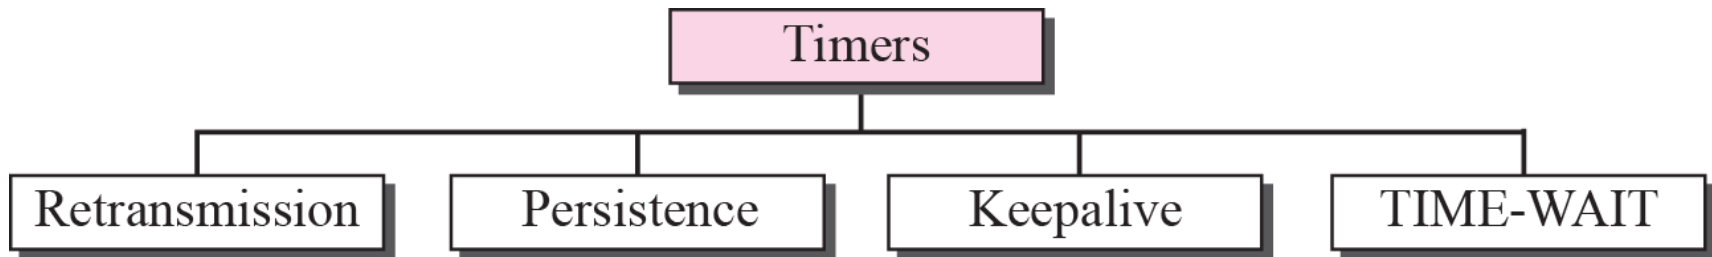 Timers
Retransmission
Persistence
Keepalive
TIME-WAIT